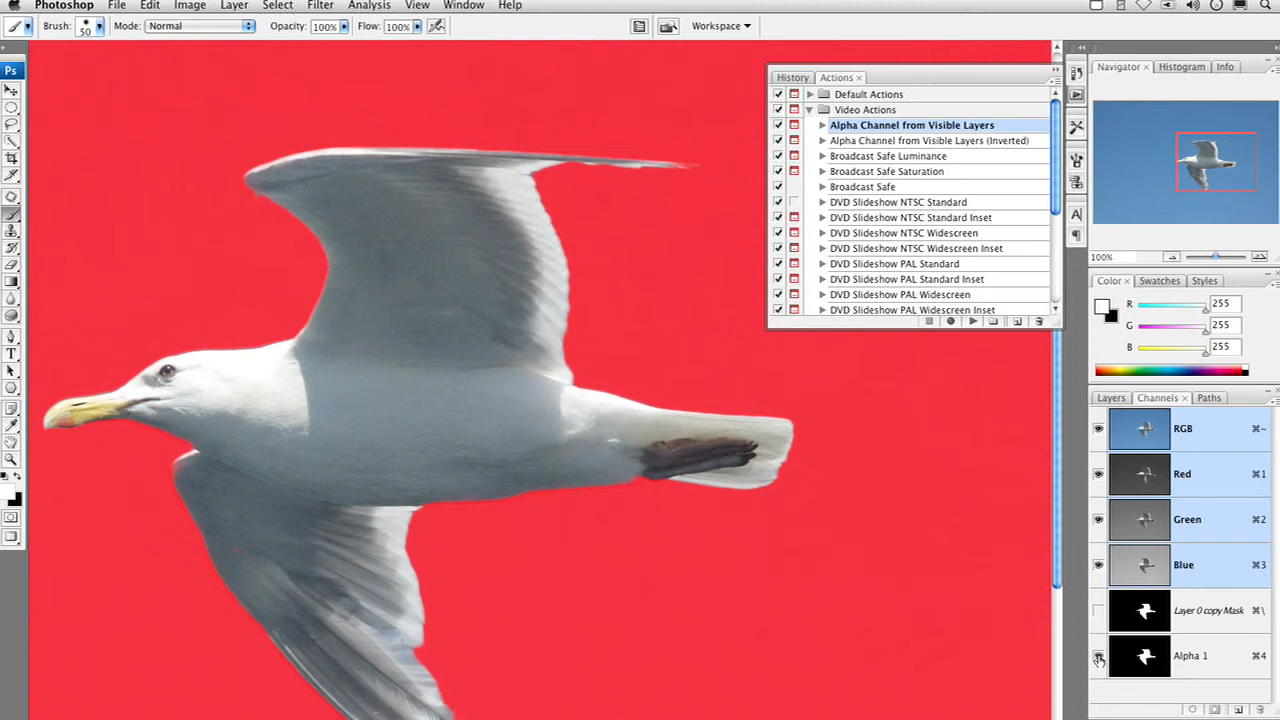 Photoshop File Edit Image Layer Select Filter Analysis View Window Help
Brush: 50 Mode: Normal Opacity: 100% Flow: 100% Workspace
Ps
History Actions ×
Default Actions
Video Actions
Alpha Channel from Visible Layers
Alpha Channel from Visible Layers (Inverted)
Broadcast Safe Luminance
Broadcast Safe Saturation
Broadcast Safe
DVD Slideshow NTSC Standard
DVD Slideshow NTSC Standard Inset
DVD Slideshow NTSC Widescreen
DVD Slideshow NTSC Widescreen Inset
DVD Slideshow PAL Standard
DVD Slideshow PAL Standard Inset
DVD Slideshow PAL Widescreen
DVD Slideshow PAL Widescreen Inset
Navigator × Histogram Info
100%
Color × Swatches Styles
R 255
G 255
B 255
Layers Channels × Paths
RGB ⌘~
Red ⌘1
Green ⌘2
Blue ⌘3
Layer 0 copy Mask ⌘\
Alpha 1 ⌘4